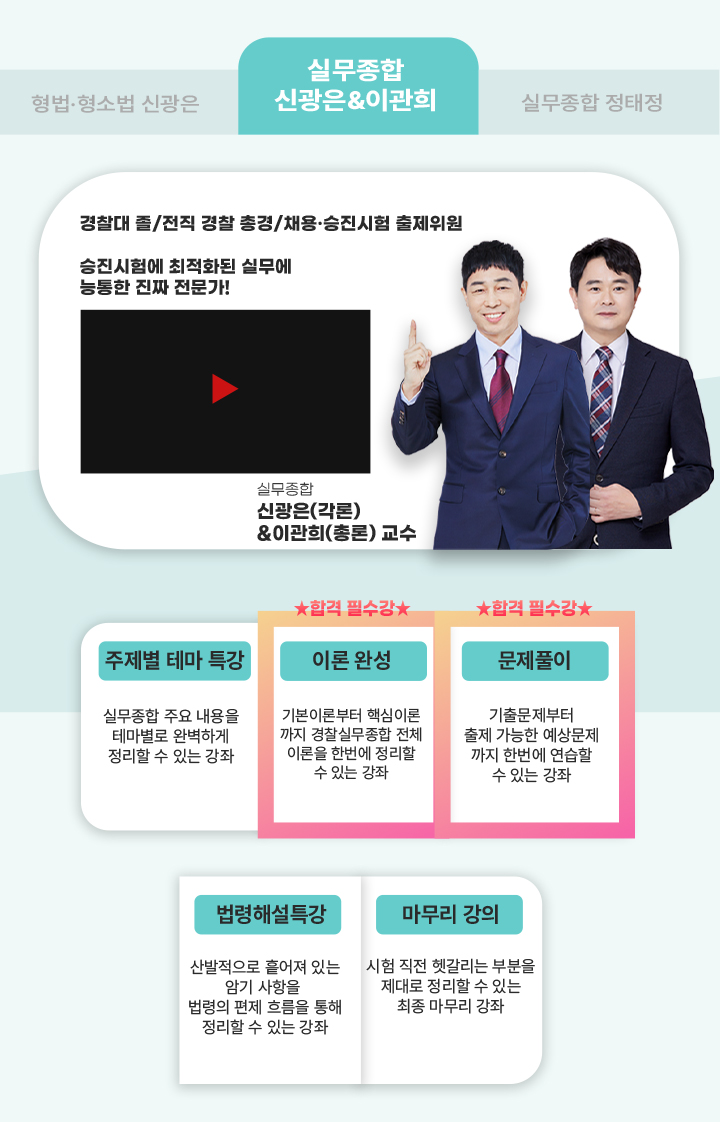 형법·형소법 신광은
실무종합
신광은&이관희
실무종합 정태정
경찰대 졸/전직 경찰 총경/채용·승진시험 출제위원
승진시험에 최적화된 실무에
능통한 진짜 전문가!
실무종합
신광은(각론)
&이관희(총론) 교수
★합격 필수강★
★합격 필수강★
주제별 테마 특강
실무종합 주요 내용을
테마별로 완벽하게
정리할 수 있는 강좌
이론 완성
기본이론부터 핵심이론
까지 경찰실무종합 전체
이론을 한번에 정리할
수 있는 강좌
문제풀이
기출문제부터
출제 가능한 예상문제
까지 한번에 연습할
수 있는 강좌
법령해설특강
산발적으로 흩어져 있는
암기 사항을
법령의 편제 흐름을 통해
정리할 수 있는 강좌
마무리 강의
시험 직전 헷갈리는 부분을
제대로 정리할 수 있는
최종 마무리 강좌